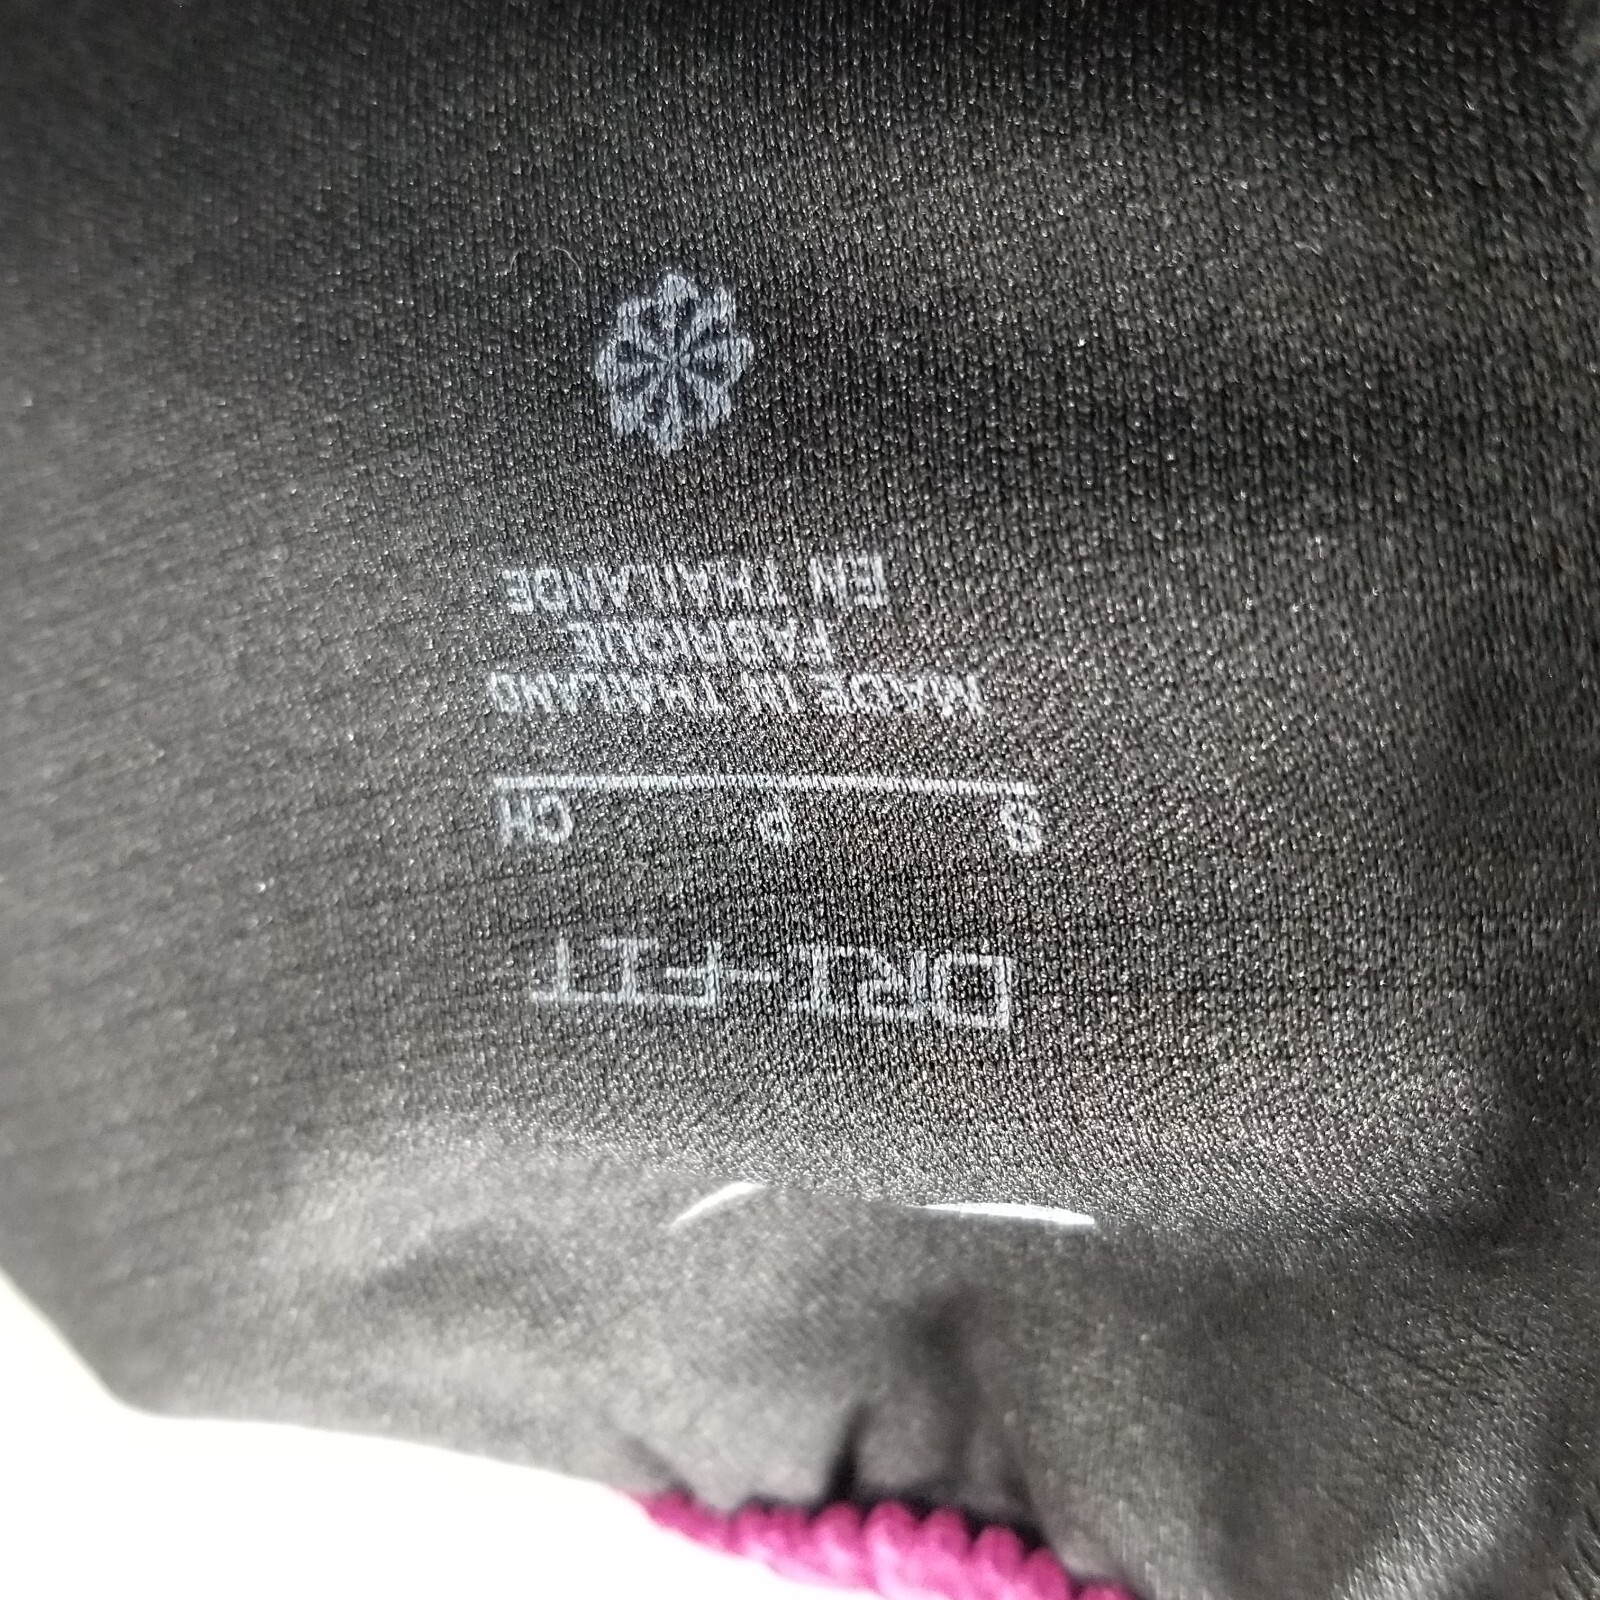 DRI-FIT
S P CH
MADE IN THAILAND
FABRIQUE
EN THAILANDE